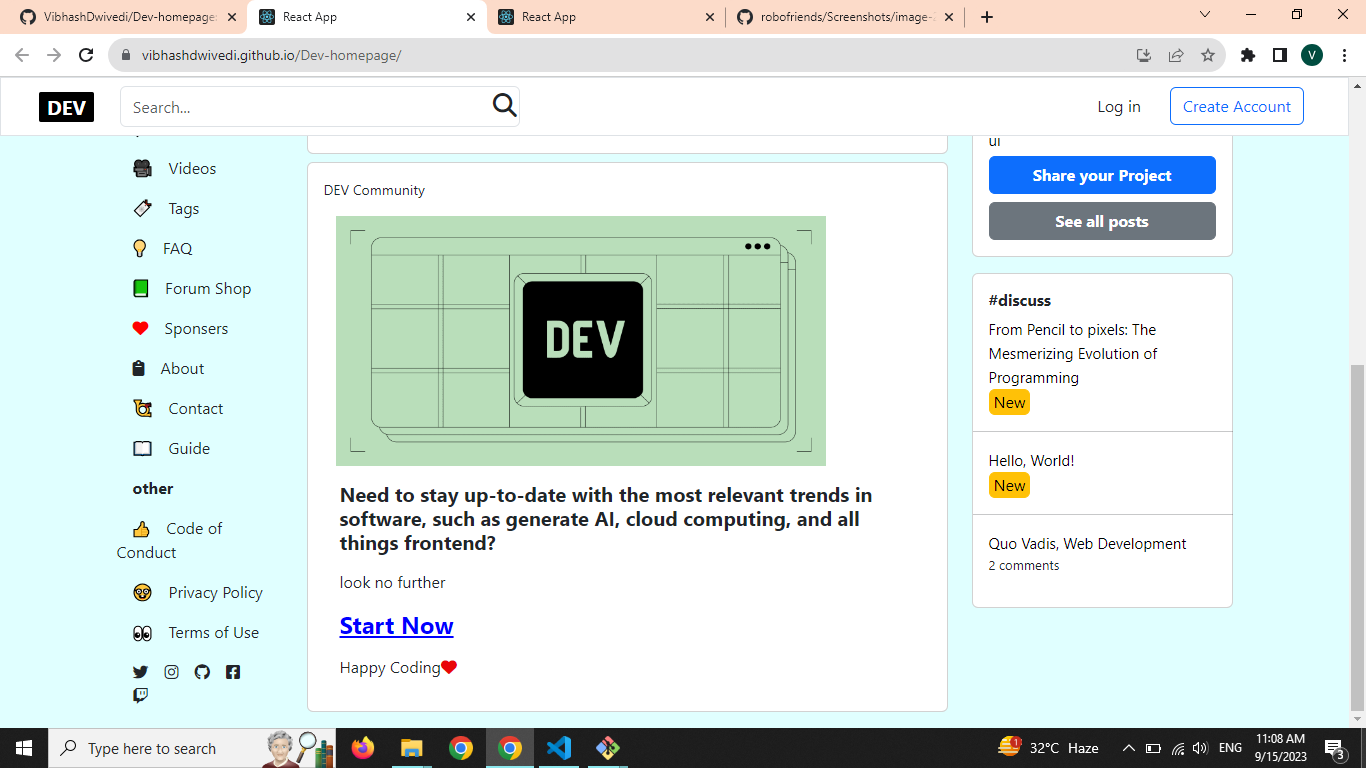 VibhashDwivedi/Dev-homepage:
React App
React App
robofriends/Screenshots/image-
vibhashdwivedi.github.io/Dev-homepage/
V
DEV
Search...
Log in
Create Account
Videos
Tags
FAQ
Forum Shop
Sponsers
About
Contact
Guide
other
Code of
Conduct
Privacy Policy
Terms of Use
DEV Community
DEV
Need to stay up-to-date with the most relevant trends in
software, such as generate AI, cloud computing, and all
things frontend?
look no further
Start Now
Happy Coding
ui
Share your Project
See all posts
#discuss
From Pencil to pixels: The
Mesmerizing Evolution of
Programming
New
Hello, World!
New
Quo Vadis, Web Development
2 comments
Type here to search
1
32°C Haze
ENG
11:08 AM
9/15/2023
3